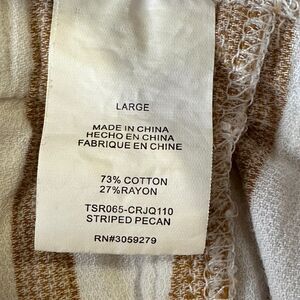 LARGE
MADE IN CHINA
HECHO EN CHINA
FABRIQUE EN CHINE
73% COTTON
27%RAYON
TSR065-CRJQ110
STRIPED PECAN
RN#3059279